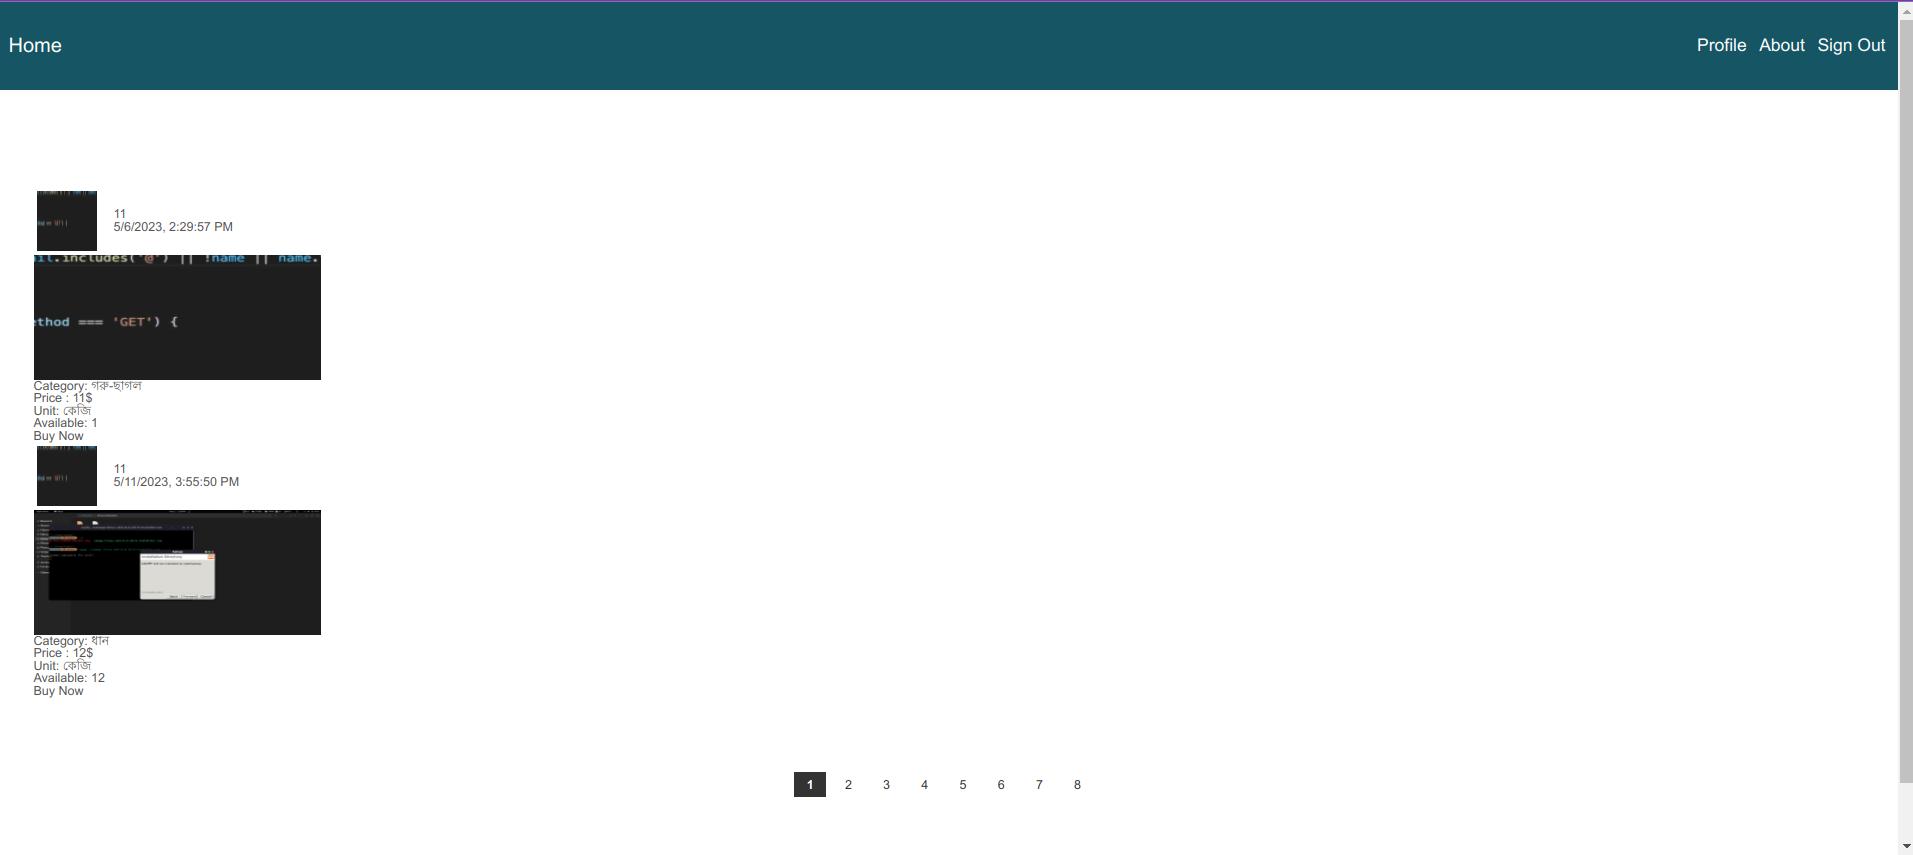 Home
Profile About Sign Out
11
5/6/2023, 2:29:57 PM
.includes('@') || !name || name.
ethod === 'GET') {
Category: গরু-ছাগল
Price : 11$
Unit: কেজি
Available: 1
Buy Now
11
5/11/2023, 3:55:50 PM
Category: ধান
Price : 12$
Unit: কেজি
Available: 12
Buy Now
1 2 3 4 5 6 7 8